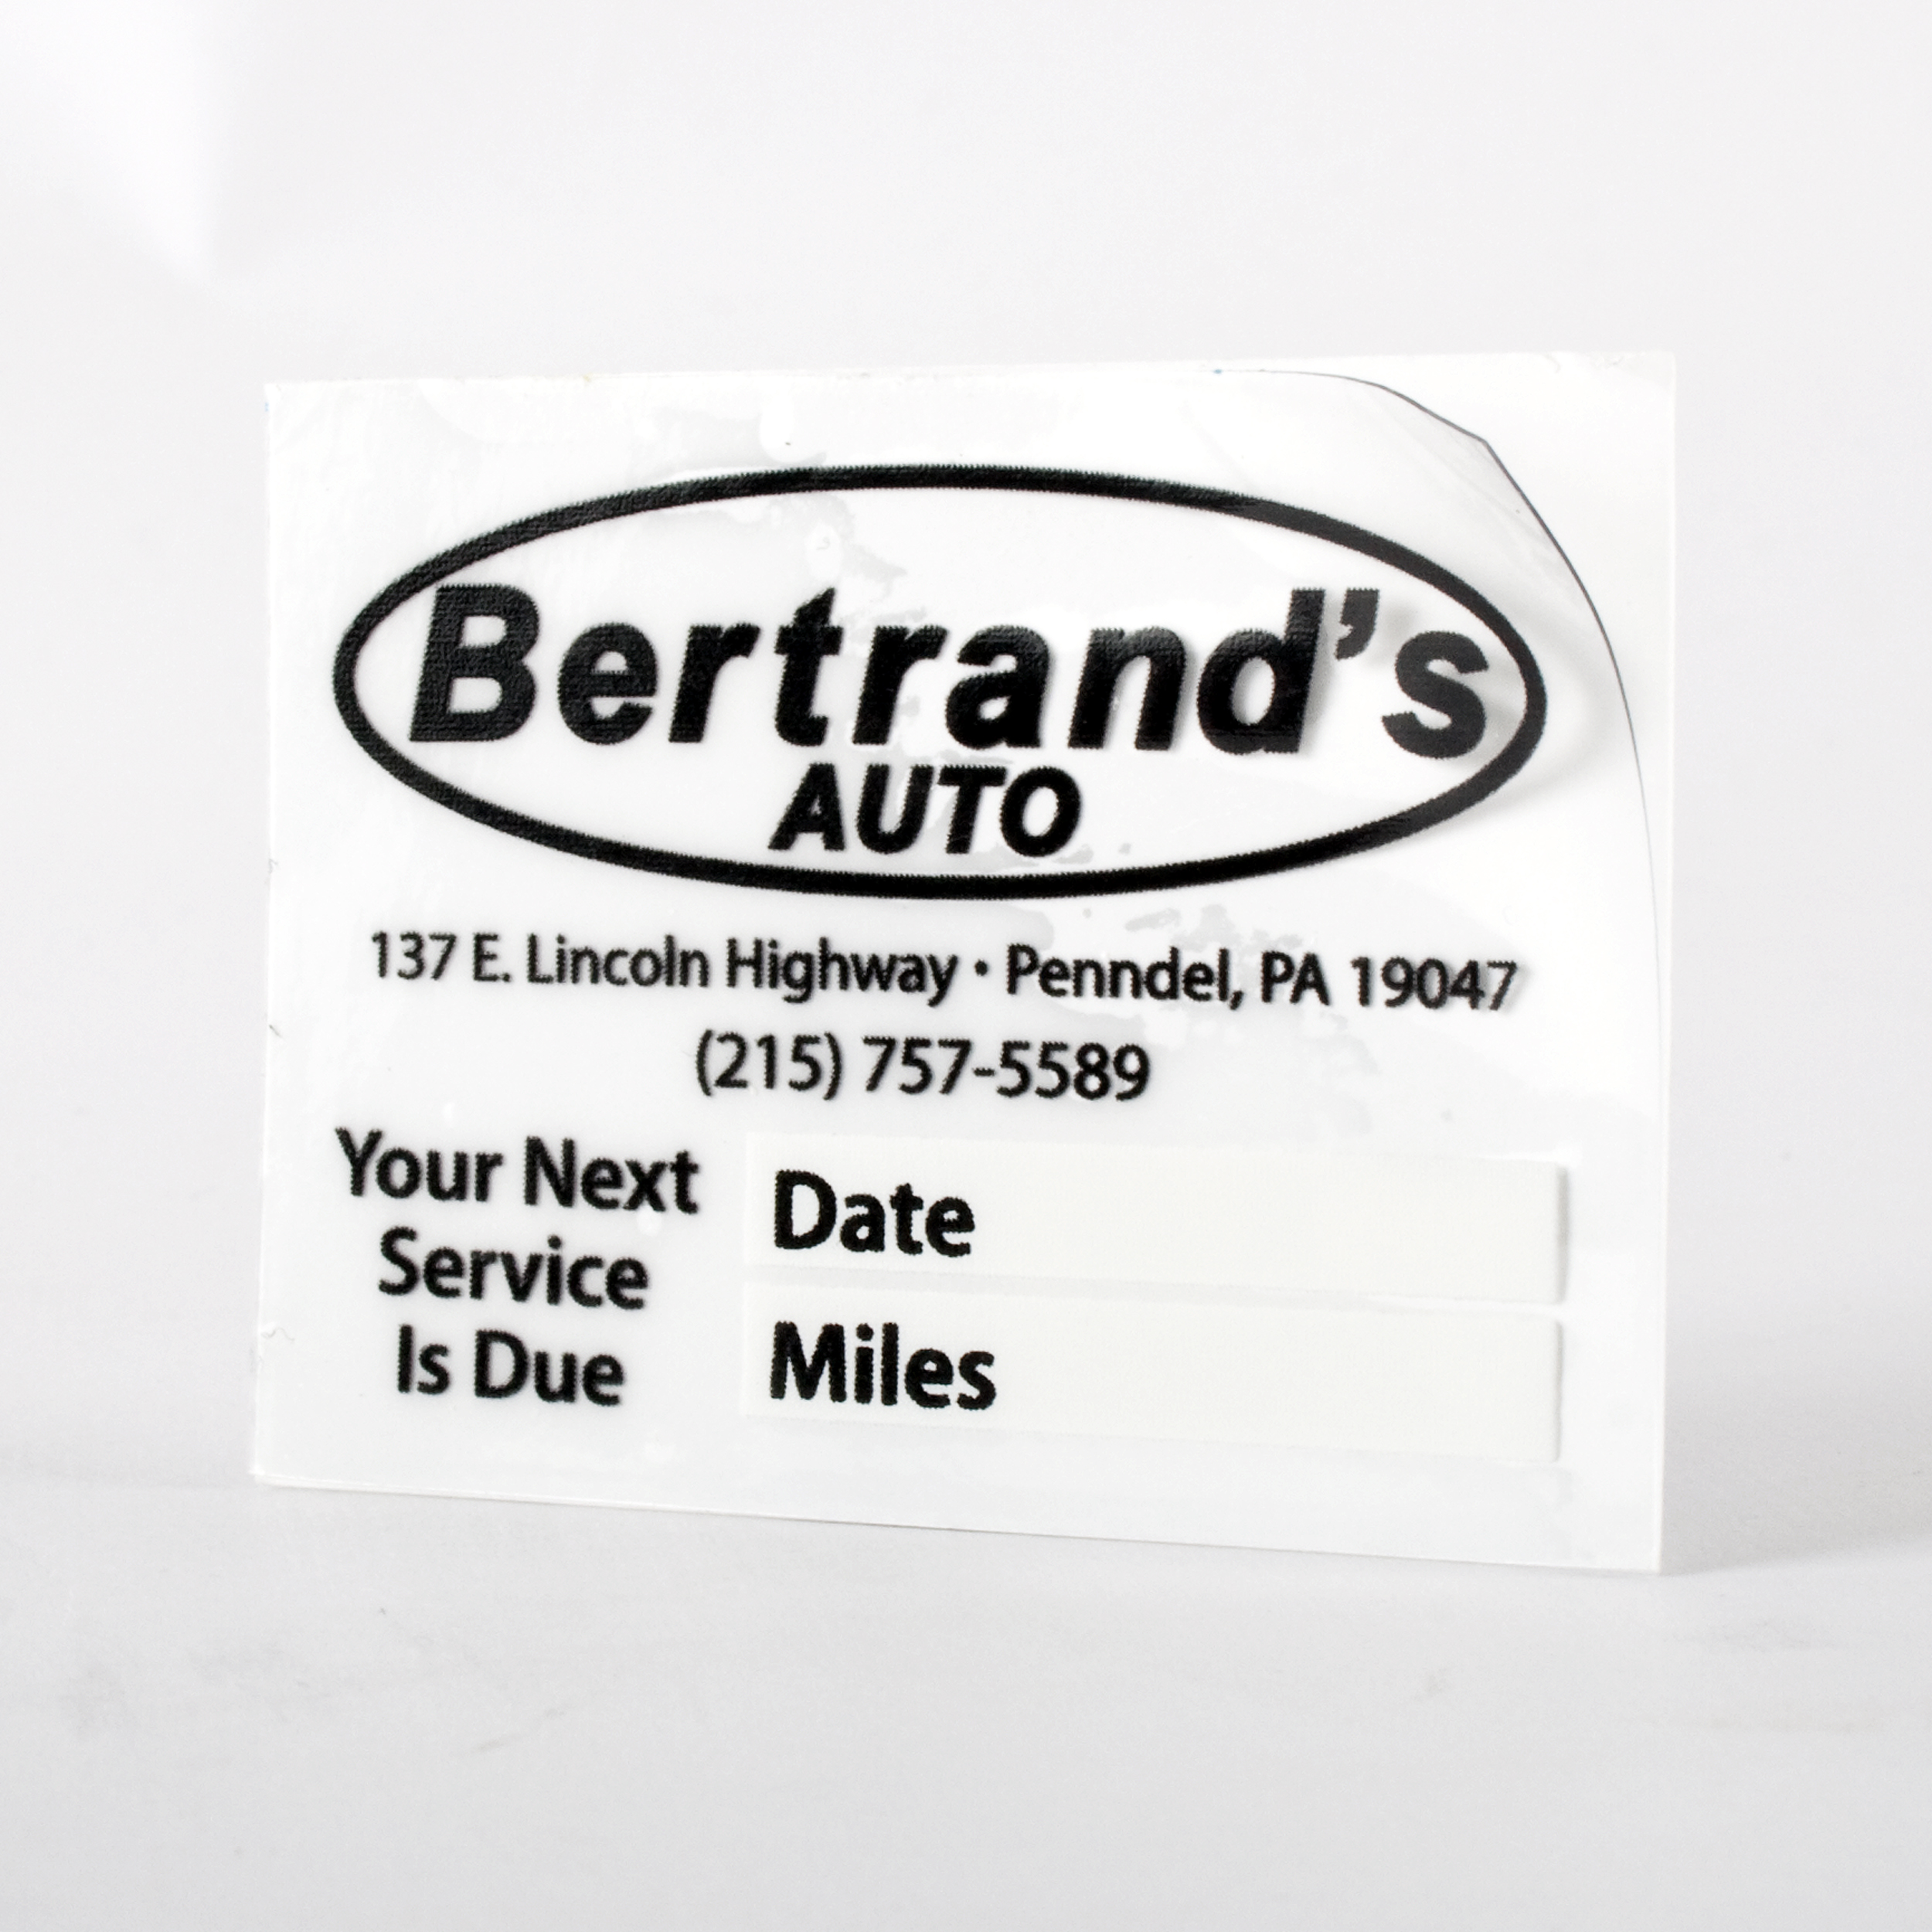 Bertrand's
AUTO
137 E. Lincoln Highway • Penndel, PA 19047
(215) 757-5589
Your Next
Service
Is Due
Date
Miles